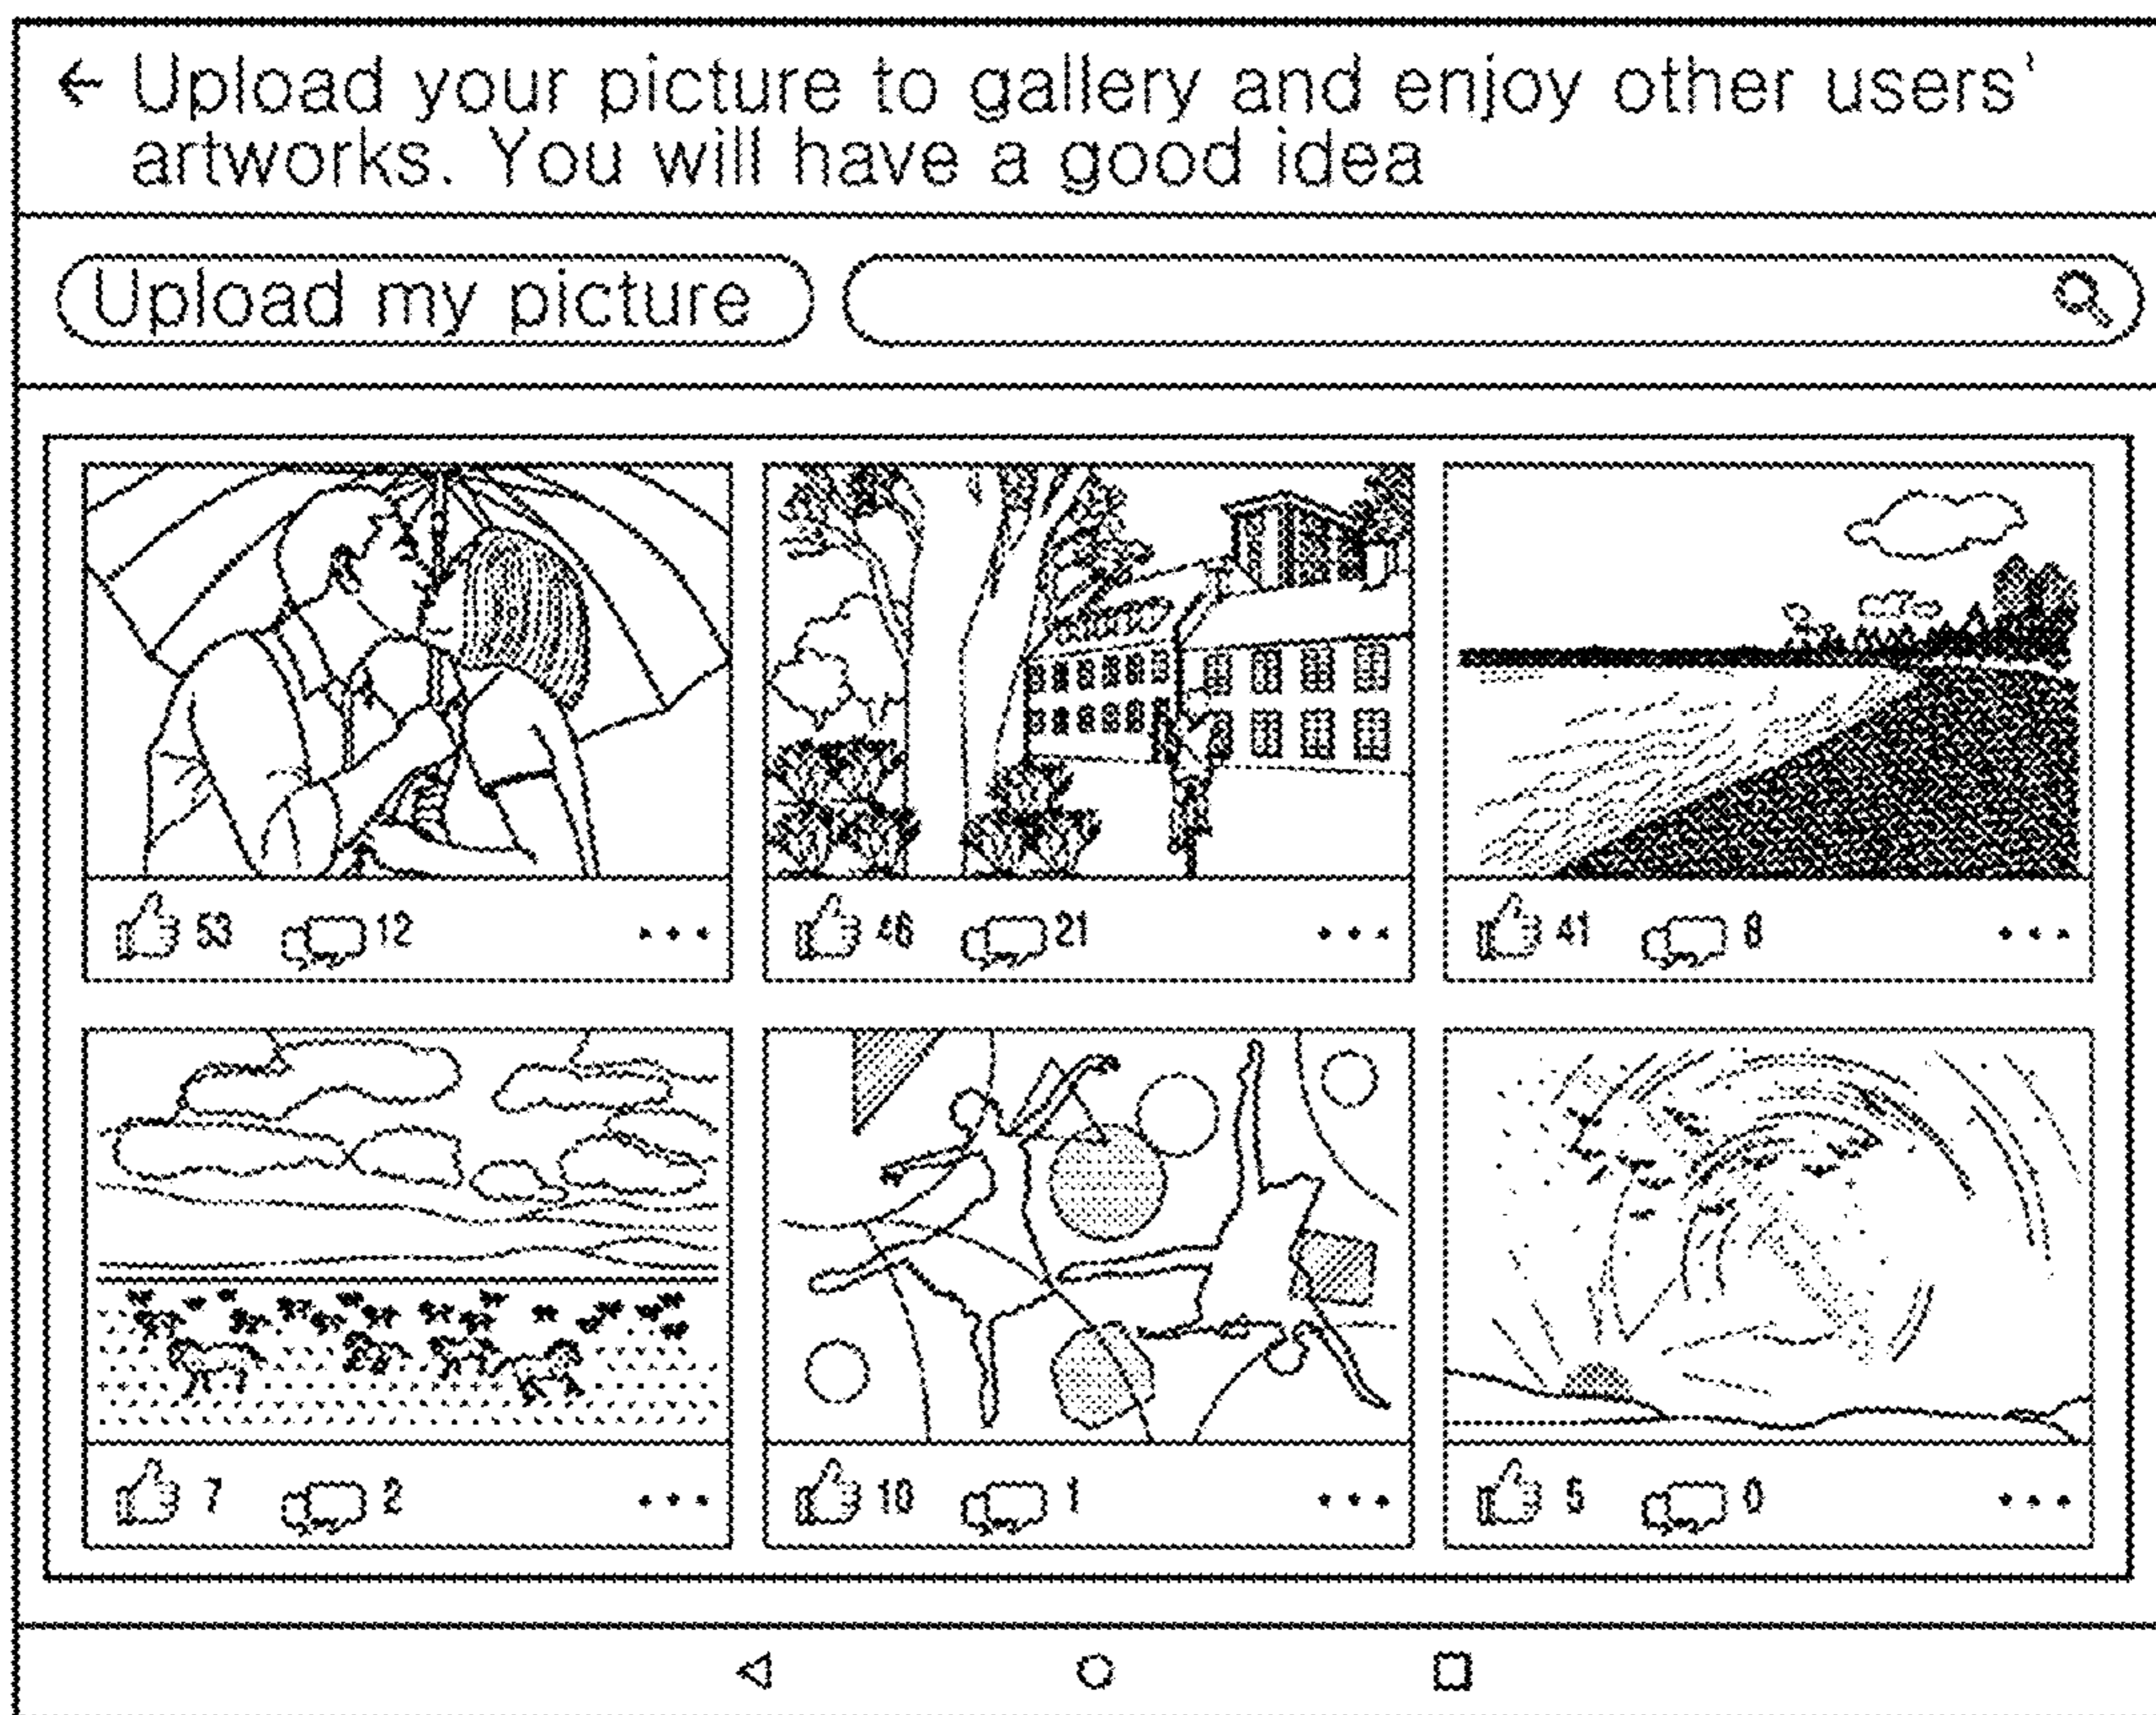 ← Upload your picture to gallery and enjoy other users'
artworks. You will have a good idea
Upload my picture
53 12 ...
46 21 ...
41 8 ...
7 2 ...
10 1 ...
5 0 ...